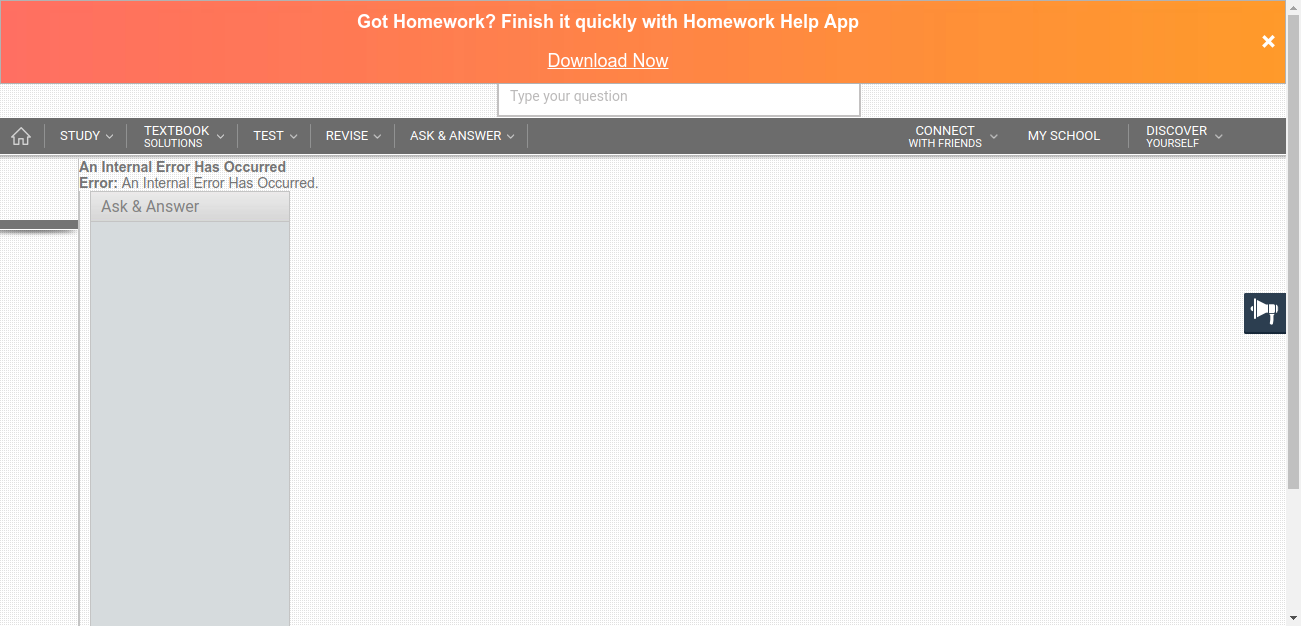 Got Homework? Finish it quickly with Homework Help App
Download Now
×
Type your question
STUDY
TEXTBOOK
SOLUTIONS
TEST
REVISE
ASK & ANSWER
CONNECT
WITH FRIENDS
MY SCHOOL
DISCOVER
YOURSELF
An Internal Error Has Occurred
Error: An Internal Error Has Occurred.
Ask & Answer